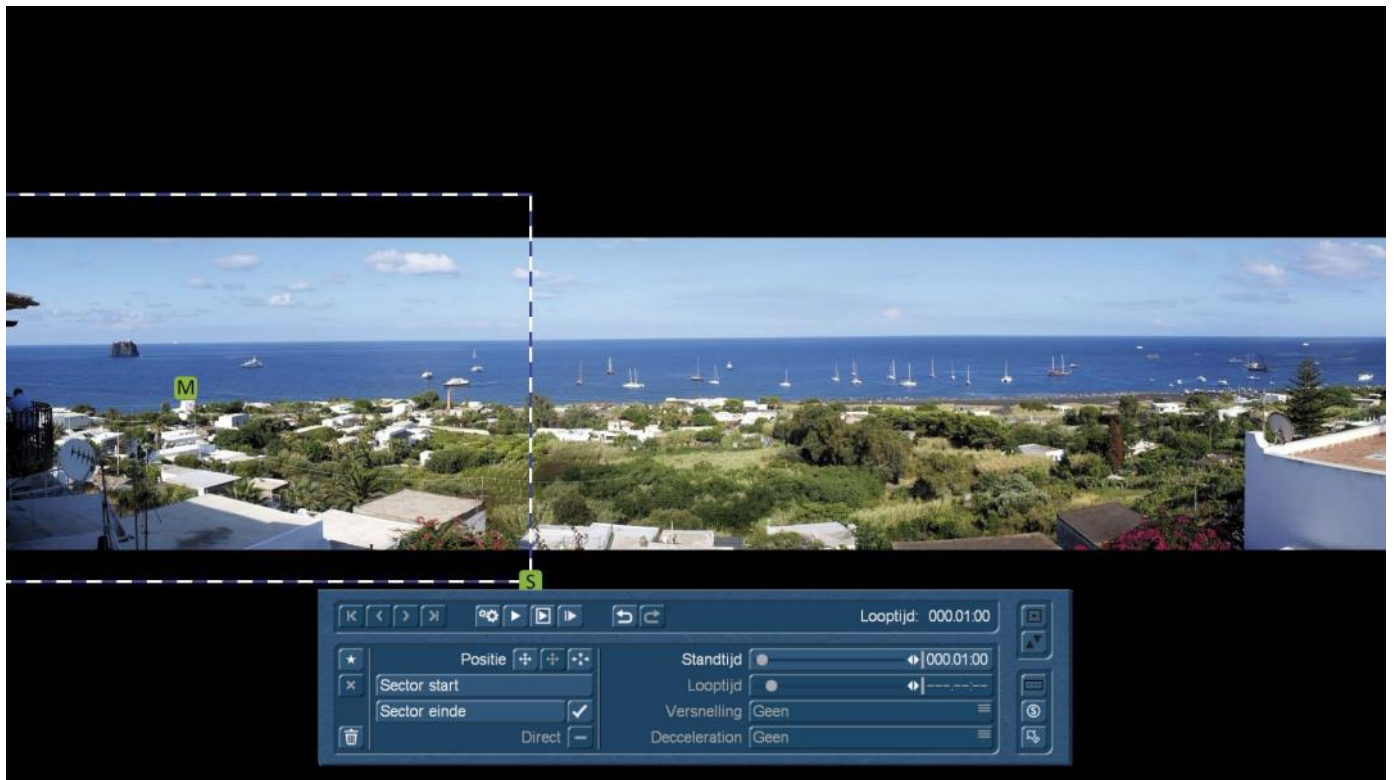 M
S
Looptijd: 000.01:00
Positie
Standtijd 000.01:00
Sector start
Looptijd ---.--:--
Sector einde
Versnelling Geen
Direct
Decceleration Geen